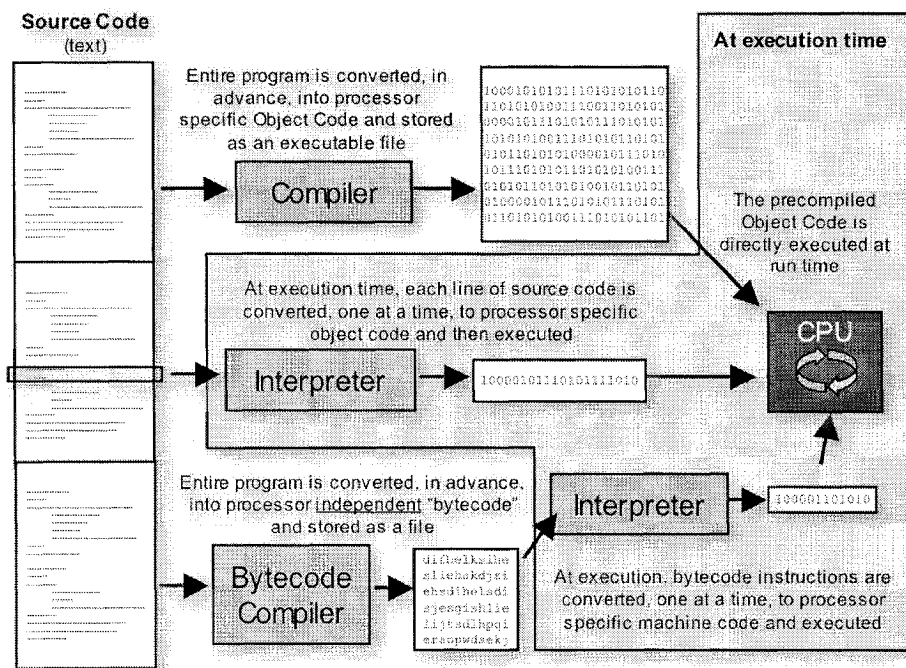 Source Code
(text)
At execution time
Entire program is converted, in
advance, into processor
specific Object Code and stored
as an executable file
Compiler
The precompiled
Object Code is
directly executed at
run time
At execution time, each line of source code is
converted, one at a time, to processor specific
object code and then executed
CPU
Interpreter
10000101110101111010
Entire program is converted, in advance,
into processor independent "bytecode"
and stored as a file
Interpreter
100001101010
Bytecode
Compiler
At execution, bytecode instructions are
converted, one at a time, to processor
specific machine code and executed